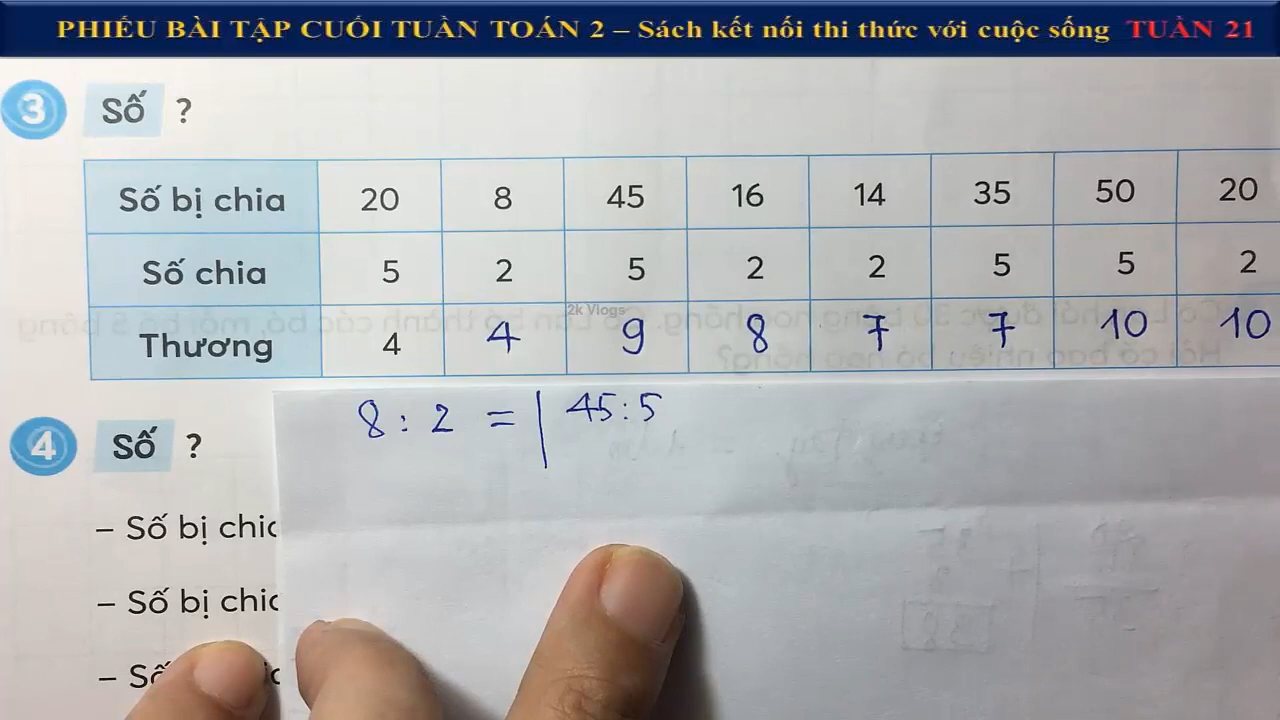 PHIẾU BÀI TẬP CUỐI TUẦN TOÁN 2 – Sách kết nối thi thức với cuộc sống TUẦN 21
3 Số ?
Số bị chia 20 8 45 16 14 35 50 20
Số chia 5 2 5 2 2 5 5 2
2k Vlogs
Thương 4 4 9 8 7 7 10 10
8 : 2 = | 45 : 5
4 Số ?
– Số bị chi
– Số bị chi
– Số